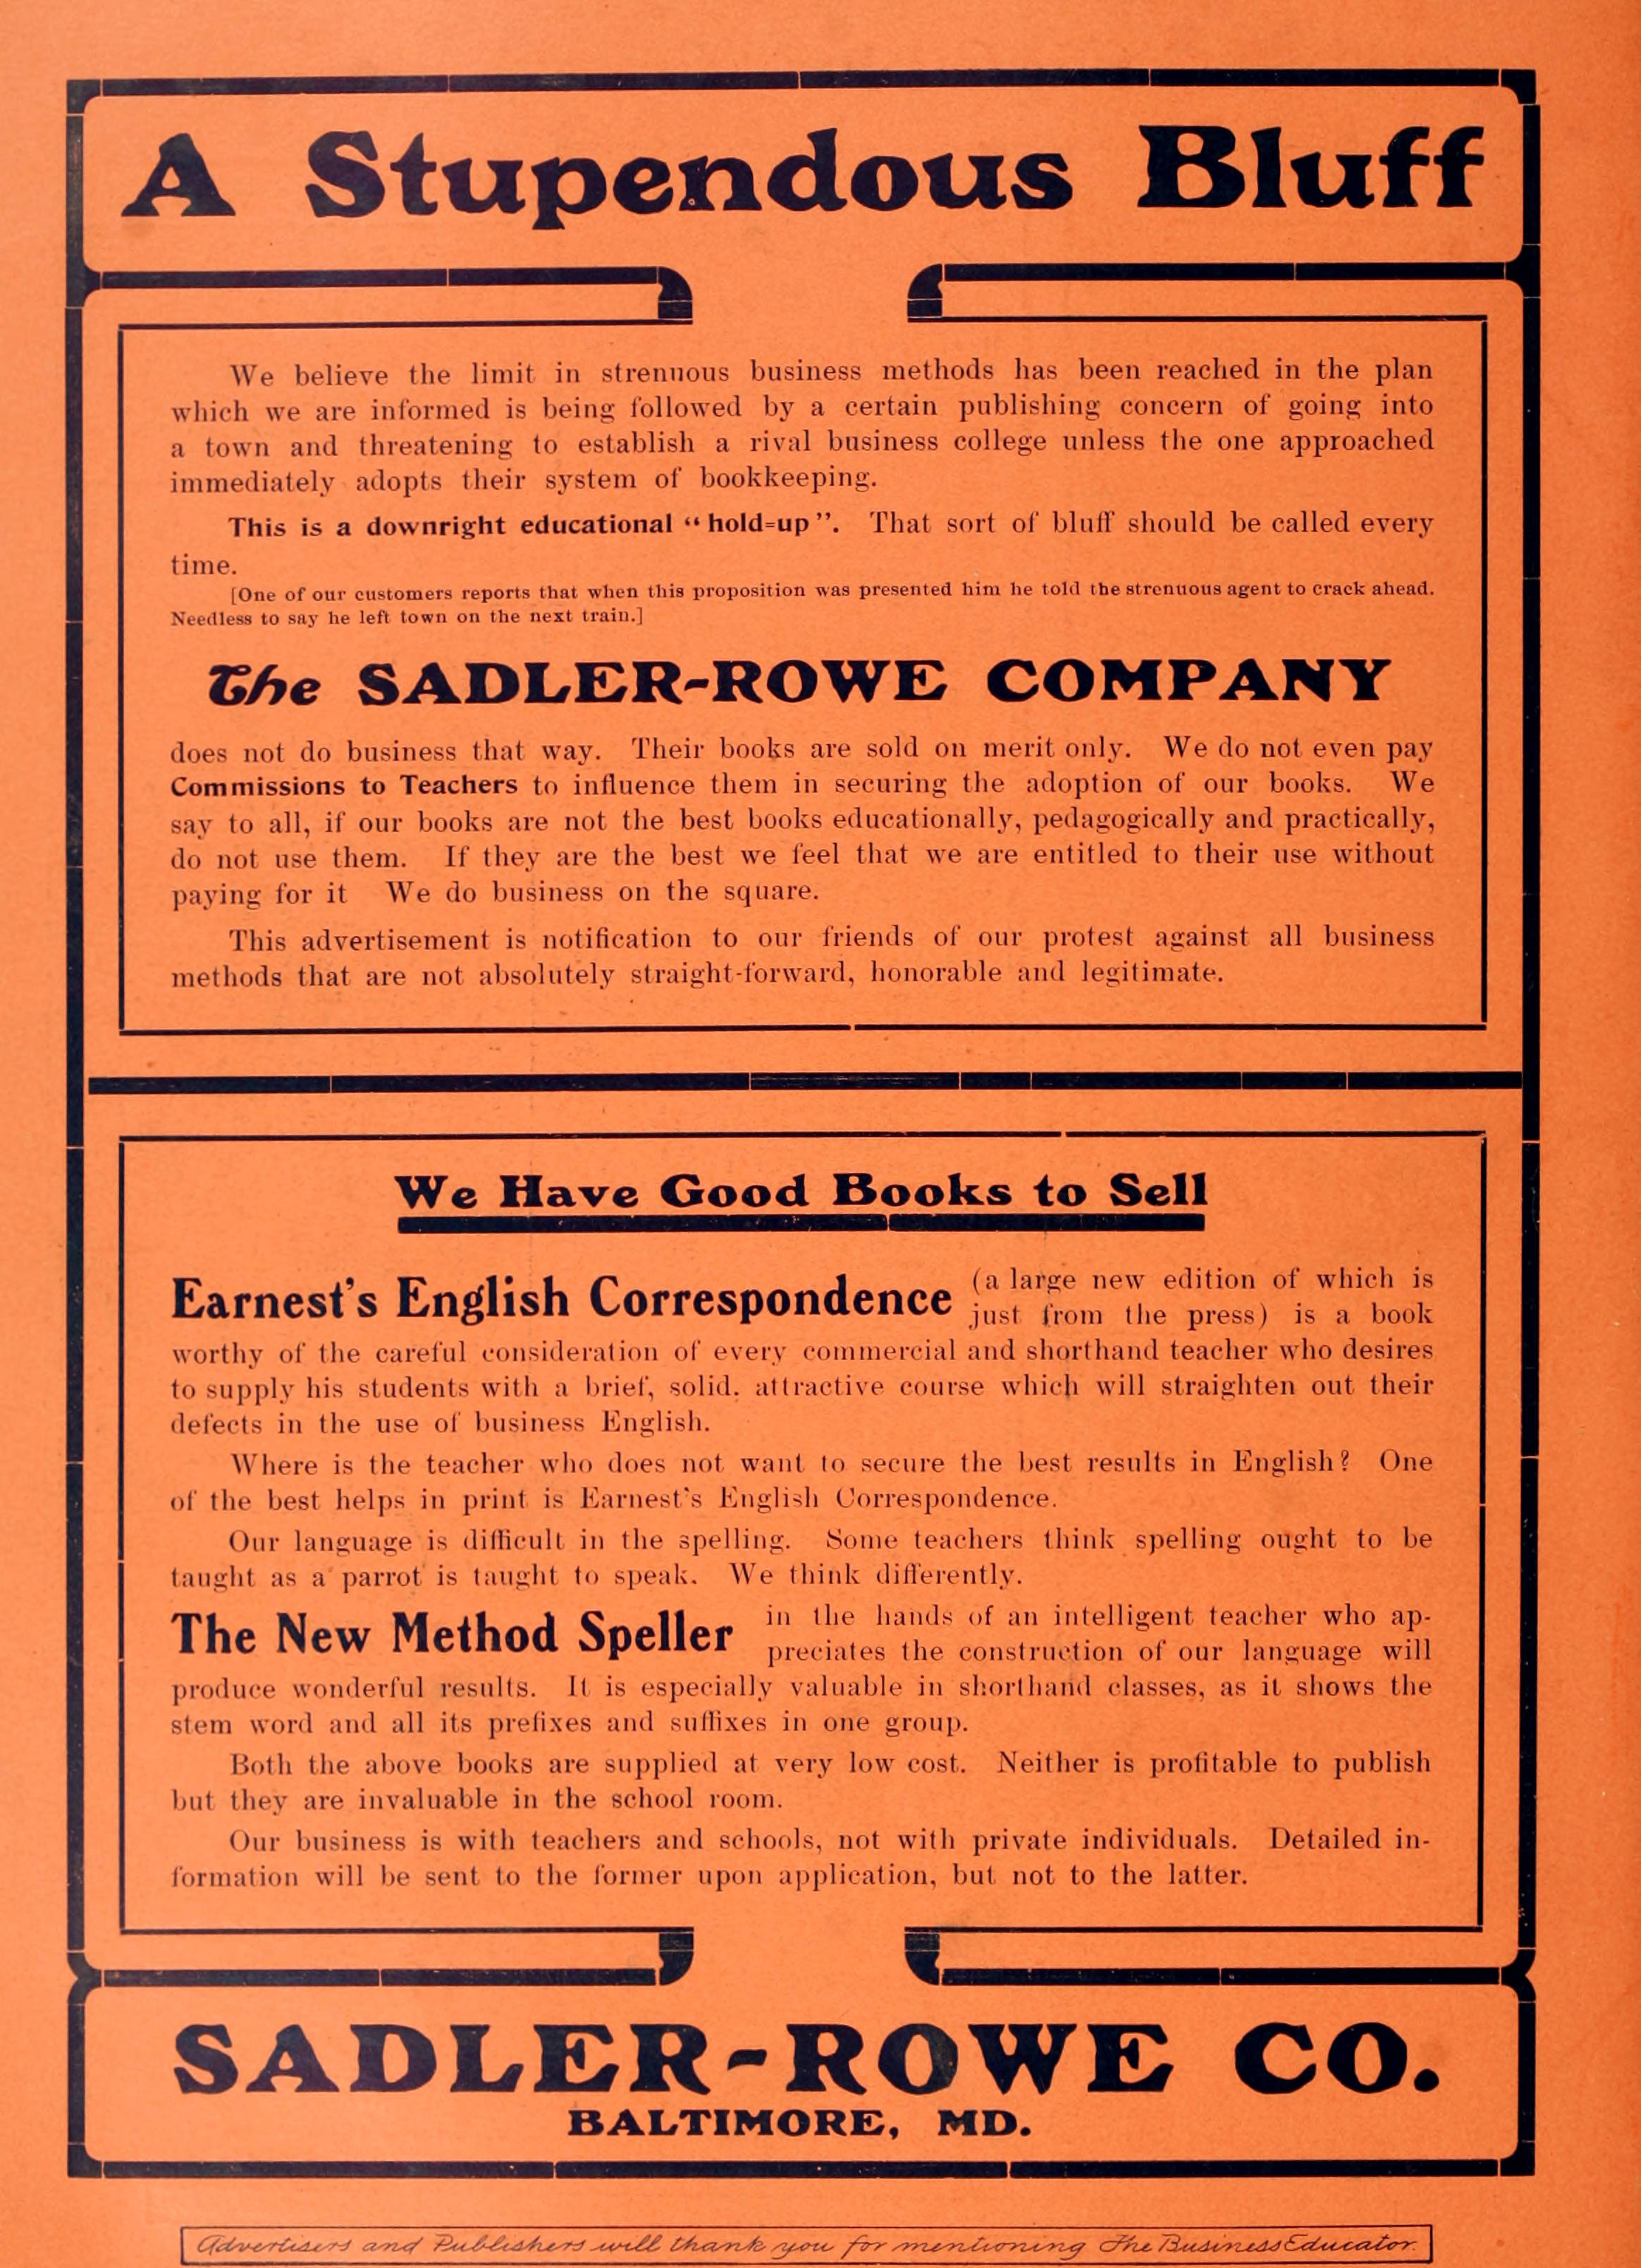 A Stupendous Bluff
We believe the limit in strenuous business methods has been reached in the plan
which we are informed is being followed by a certain publishing concern of going into
a town and threatening to establish a rival business college unless the one approached
immediately adopts their system of bookkeeping.
This is a downright educational “hold=up”. That sort of bluff should be called every
time.
[One of our customers reports that when this proposition was presented him he told the strenuous agent to crack ahead.
Needless to say he left town on the next train.]
The SADLER-ROWE COMPANY
does not do business that way. Their books are sold on merit only. We do not even pay
Commissions to Teachers to influence them in securing the adoption of our books. We
say to all, if our books are not the best books educationally, pedagogically and practically,
do not use them. If they are the best we feel that we are entitled to their use without
paying for it We do business on the square.
This advertisement is notification to our friends of our protest against all business
methods that are not absolutely straight-forward, honorable and legitimate.
We Have Good Books to Sell
Earnest's English Correspondence (a large new edition of which is
just from the press) is a book
worthy of the careful consideration of every commercial and shorthand teacher who desires
to supply his students with a brief, solid. attractive course which will straighten out their
defects in the use of business English.
Where is the teacher who does not want to secure the best results in English? One
of the best helps in print is Earnest's English Correspondence.
Our language is difficult in the spelling. Some teachers think spelling ought to be
taught as a parrot is taught to speak. We think differently.
The New Method Speller in the hands of an intelligent teacher who ap-
preciates the construction of our language will
produce wonderful results. It is especially valuable in shorthand classes, as it shows the
stem word and all its prefixes and suffixes in one group.
Both the above books are supplied at very low cost. Neither is profitable to publish
but they are invaluable in the school room.
Our business is with teachers and schools, not with private individuals. Detailed in-
formation will be sent to the former upon application, but not to the latter.
SADLER-ROWE CO.
BALTIMORE, MD.
Advertisers and Publishers will thank you for mentioning The Business Educator.